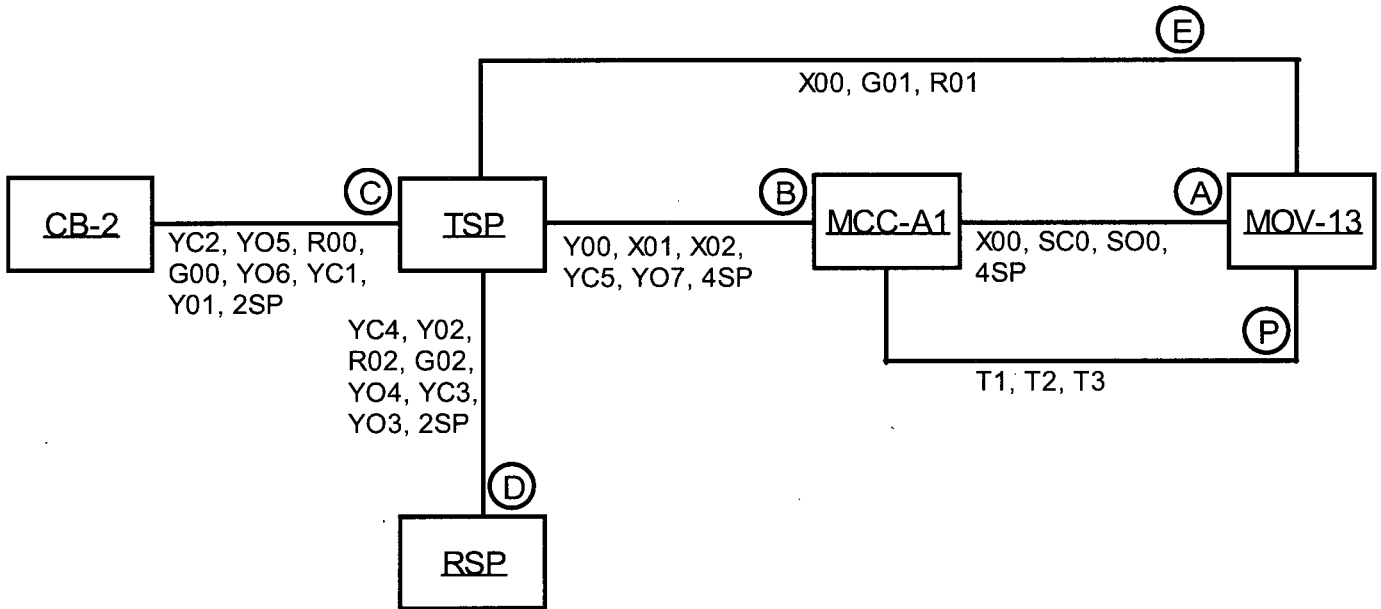 E
X00, G01, R01
CB-2
C
TSP
B
MCC-A1
A
MOV-13
YC2, YO5, R00,
G00, YO6, YC1,
Y01, 2SP
Y00, X01, X02,
YC5, YO7, 4SP
X00, SC0, SO0,
4SP
YC4, Y02,
R02, G02,
YO4, YC3,
YO3, 2SP
P
T1, T2, T3
D
RSP